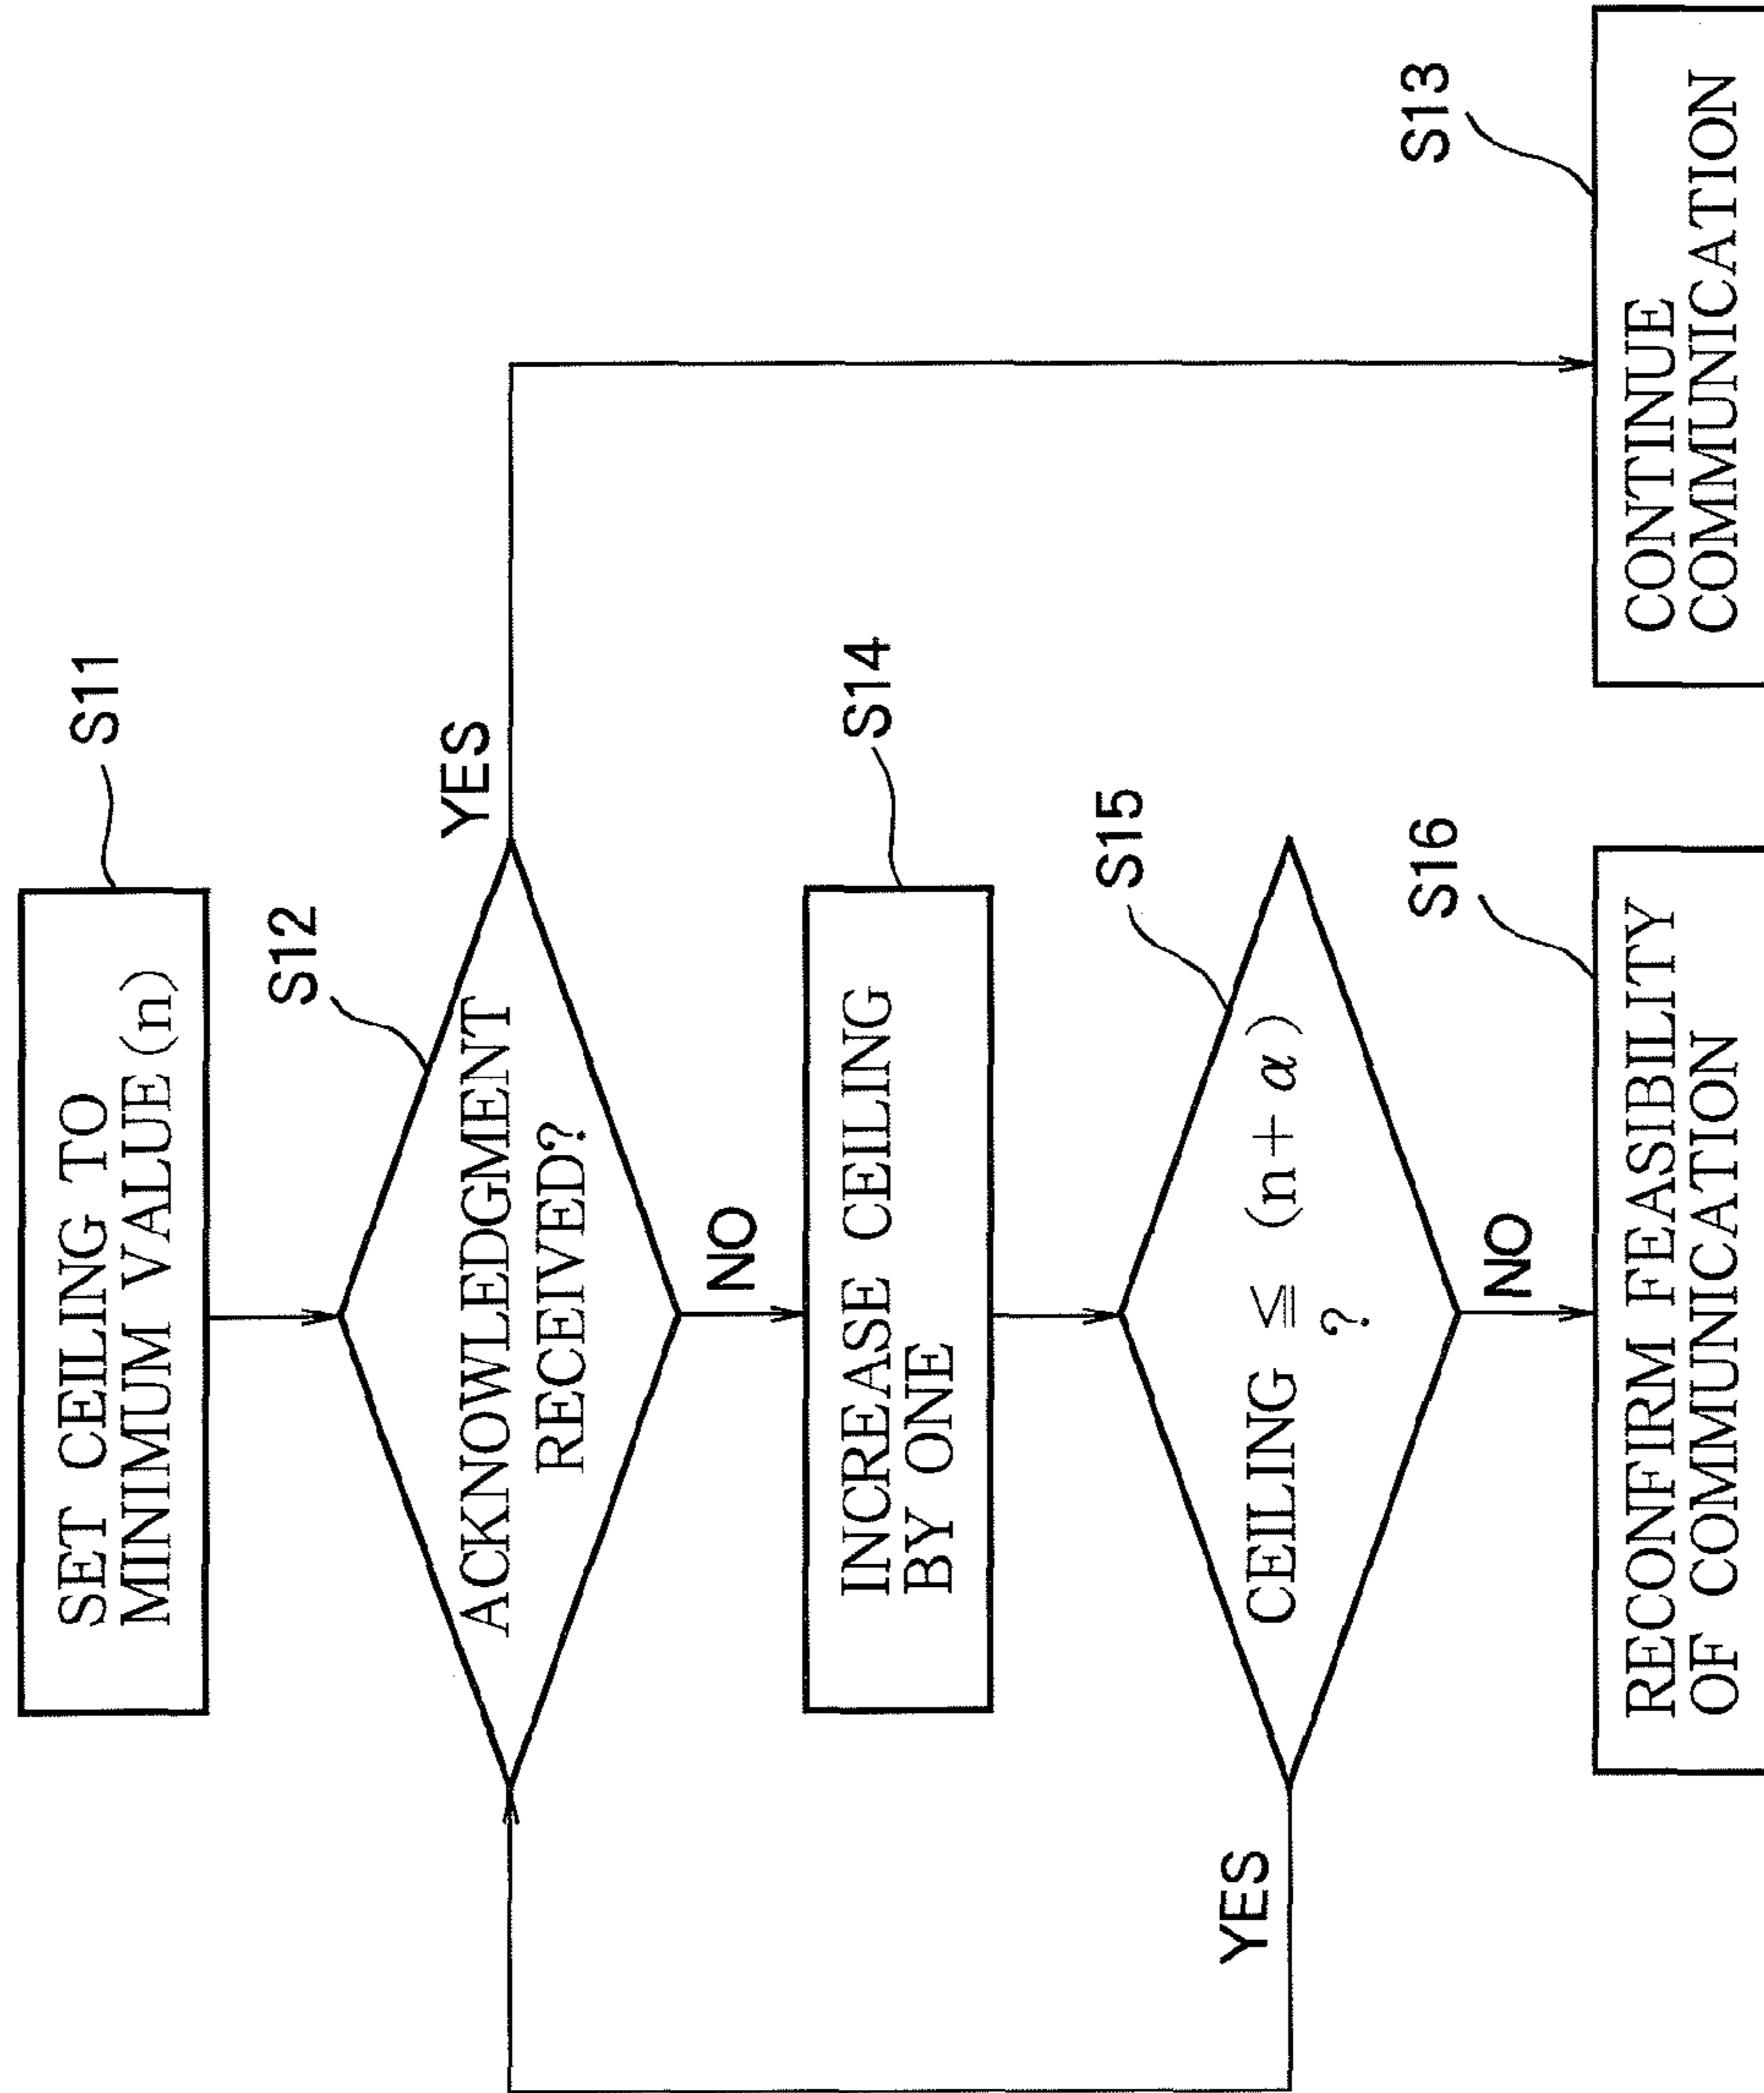 SET CEILING TO
MINIMUM VALUE (n)
S11
S12
ACKNOWLEDGMENT
RECEIVED?
YES
NO
INCREASE CEILING
BY ONE
S14
S15
CEILING ≦ (n+α)
?
YES
NO
S16
RECONFIRM FEASIBILITY
OF COMMUNICATION
S13
CONTINUE
COMMUNICATION